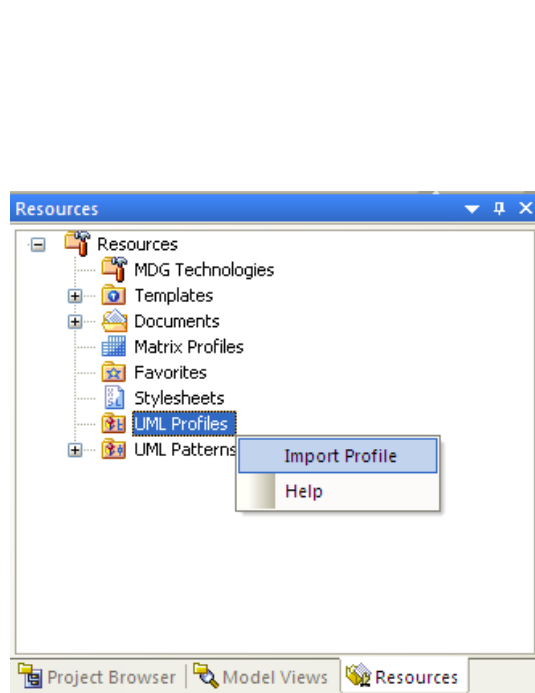 Resources
Resources
MDG Technologies
Templates
Documents
Matrix Profiles
Favorites
Stylesheets
UML Profiles
UML Patterns
Import Profile
Help
Project Browser Model Views Resources